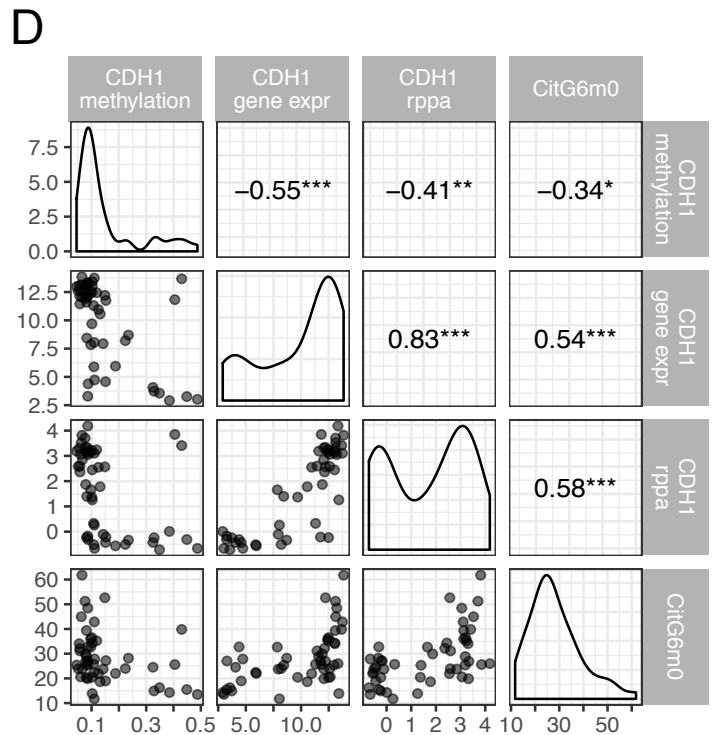 D
CDH1
methylation
CDH1
gene expr
CDH1
rppa
CitG6m0
7.5
5.0
2.5
0.0
−0.55***
−0.41**
−0.34*
CDH1
methylation
12.5
10.0
7.5
5.0
2.5
0.83***
0.54***
CDH1
gene expr
4
3
2
1
0
0.58***
CDH1
rppa
60
50
40
30
20
10
CitG6m0
0.1 0.3 0.5
5.0 10.0
0 1 2 3 4
10 30 50